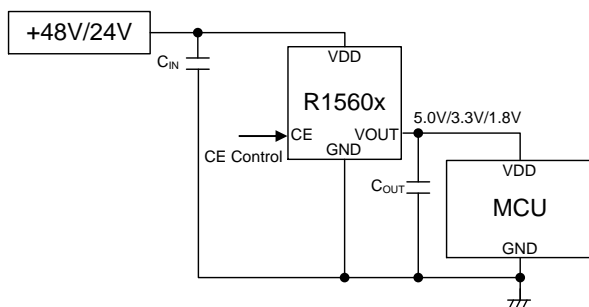 +48V/24V
CIN
VDD
R1560x
CE
VOUT
GND
CE Control
5.0V/3.3V/1.8V
COUT
VDD
MCU
GND